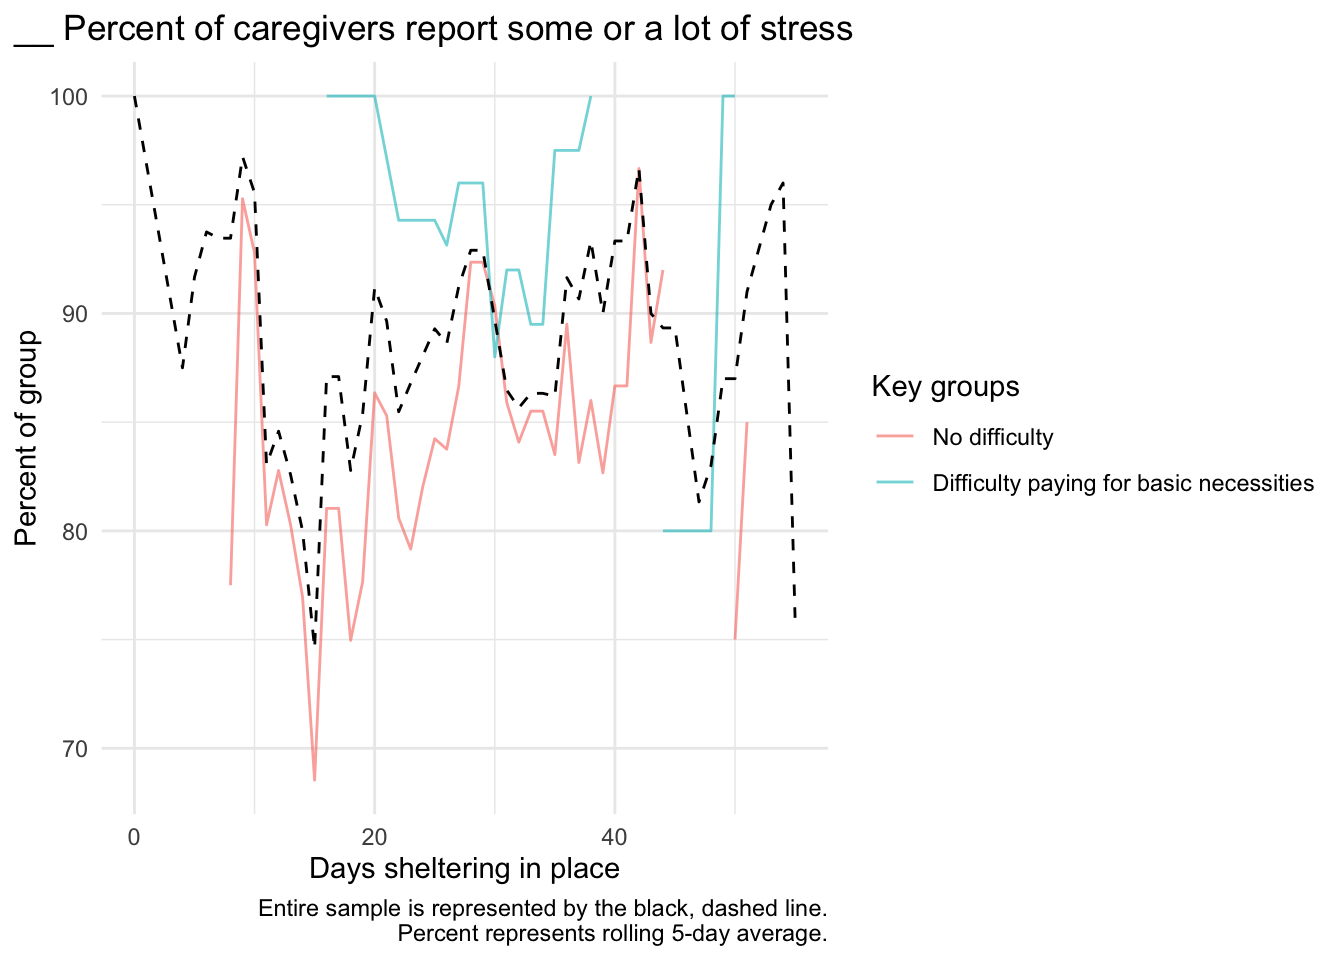 __ Percent of caregivers report some or a lot of stress
100
90
80
70
Percent of group
0 20 40
Days sheltering in place
Key groups
No difficulty
Difficulty paying for basic necessities
Entire sample is represented by the black, dashed line.
Percent represents rolling 5-day average.